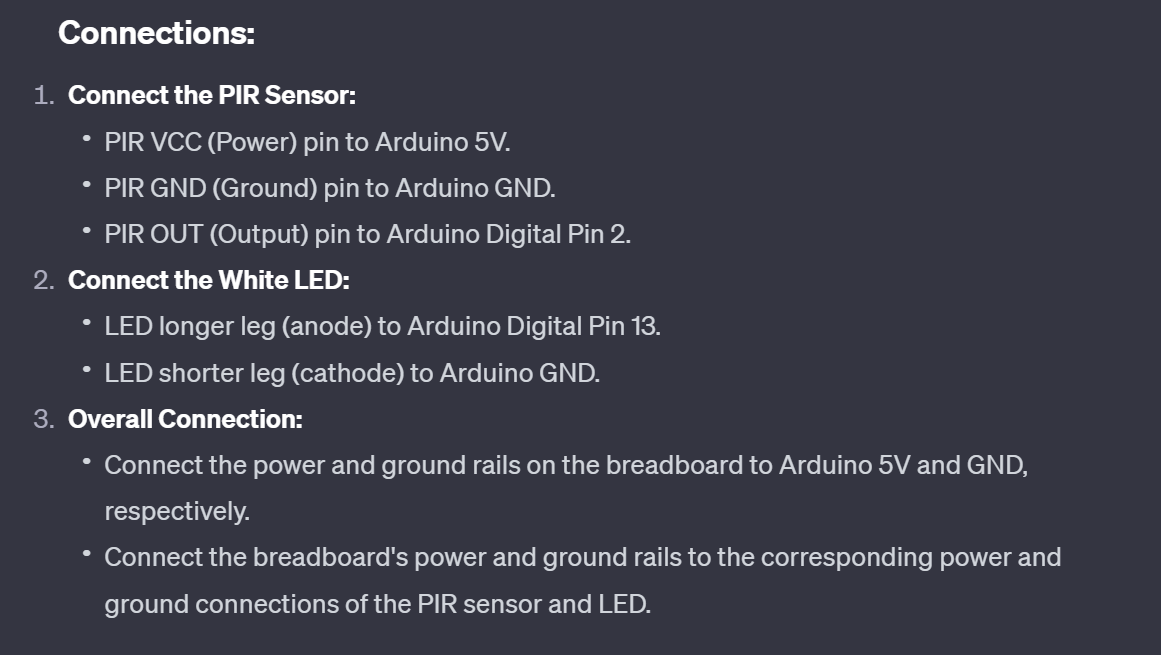 Connections:
1. Connect the PIR Sensor:
• PIR VCC (Power) pin to Arduino 5V.
• PIR GND (Ground) pin to Arduino GND.
• PIR OUT (Output) pin to Arduino Digital Pin 2.
2. Connect the White LED:
• LED longer leg (anode) to Arduino Digital Pin 13.
• LED shorter leg (cathode) to Arduino GND.
3. Overall Connection:
• Connect the power and ground rails on the breadboard to Arduino 5V and GND,
respectively.
• Connect the breadboard's power and ground rails to the corresponding power and
ground connections of the PIR sensor and LED.